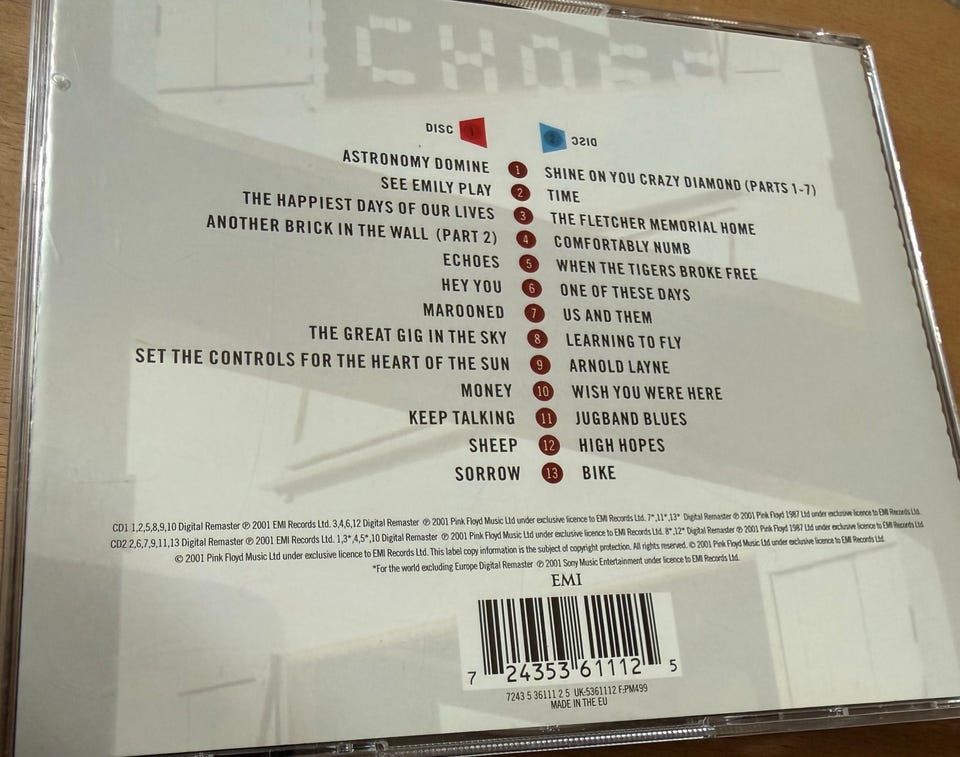 ECHOES
DISC 1
DISC 2
ASTRONOMY DOMINE 1 SHINE ON YOU CRAZY DIAMOND (PARTS 1-7)
SEE EMILY PLAY 2 TIME
THE HAPPIEST DAYS OF OUR LIVES 3 THE FLETCHER MEMORIAL HOME
ANOTHER BRICK IN THE WALL (PART 2) 4 COMFORTABLY NUMB
ECHOES 5 WHEN THE TIGERS BROKE FREE
HEY YOU 6 ONE OF THESE DAYS
MAROONED 7 US AND THEM
THE GREAT GIG IN THE SKY 8 LEARNING TO FLY
SET THE CONTROLS FOR THE HEART OF THE SUN 9 ARNOLD LAYNE
MONEY 10 WISH YOU WERE HERE
KEEP TALKING 11 JUGBAND BLUES
SHEEP 12 HIGH HOPES
SORROW 13 BIKE
CD1 1,2,5,8,9,10 Digital Remaster ℗ 2001 EMI Records Ltd. 3,4,6,12 Digital Remaster ℗ 2001 Pink Floyd Music Ltd under exclusive licence to EMI Records Ltd. 7*,11*,13* Digital Remaster ℗ 2001 Pink Floyd 1987 Ltd under exclusive licence to EMI Records Ltd.
CD2 2,6,7,9,11,13 Digital Remaster ℗ 2001 EMI Records Ltd. 1,3*,4,5*,10 Digital Remaster ℗ 2001 Pink Floyd Music Ltd under exclusive licence to EMI Records Ltd. 8*,12* Digital Remaster ℗ 2001 Pink Floyd 1987 Ltd under exclusive licence to EMI Records Ltd.
© 2001 Pink Floyd Music Ltd under exclusive licence to EMI Records Ltd. This label copy information is the subject of copyright protection. All rights reserved. © 2001 Pink Floyd Music Ltd under exclusive licence to EMI Records Ltd.
*For the world excluding Europe Digital Remaster ℗ 2001 Sony Music Entertainment under licence to EMI Records Ltd.
EMI
7 24353 61112 5
7243 5 36111 2 5 UK:5361112 F:PM499
MADE IN THE EU